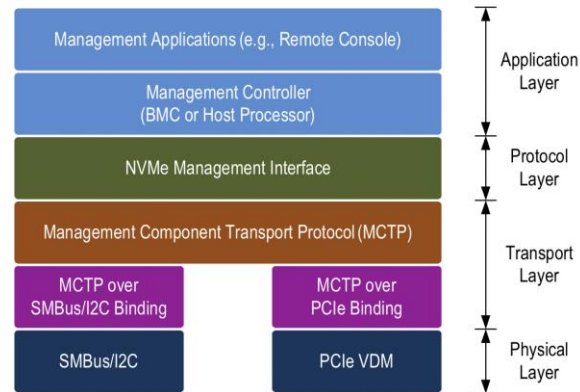 Management Applications (e.g., Remote Console)
Management Controller
(BMC or Host Processor)
Application
Layer
NVMe Management Interface
Protocol
Layer
Management Component Transport Protocol (MCTP)
MCTP over
SMBus/I2C Binding
MCTP over
PCIe Binding
Transport
Layer
SMBus/I2C
PCIe VDM
Physical
Layer